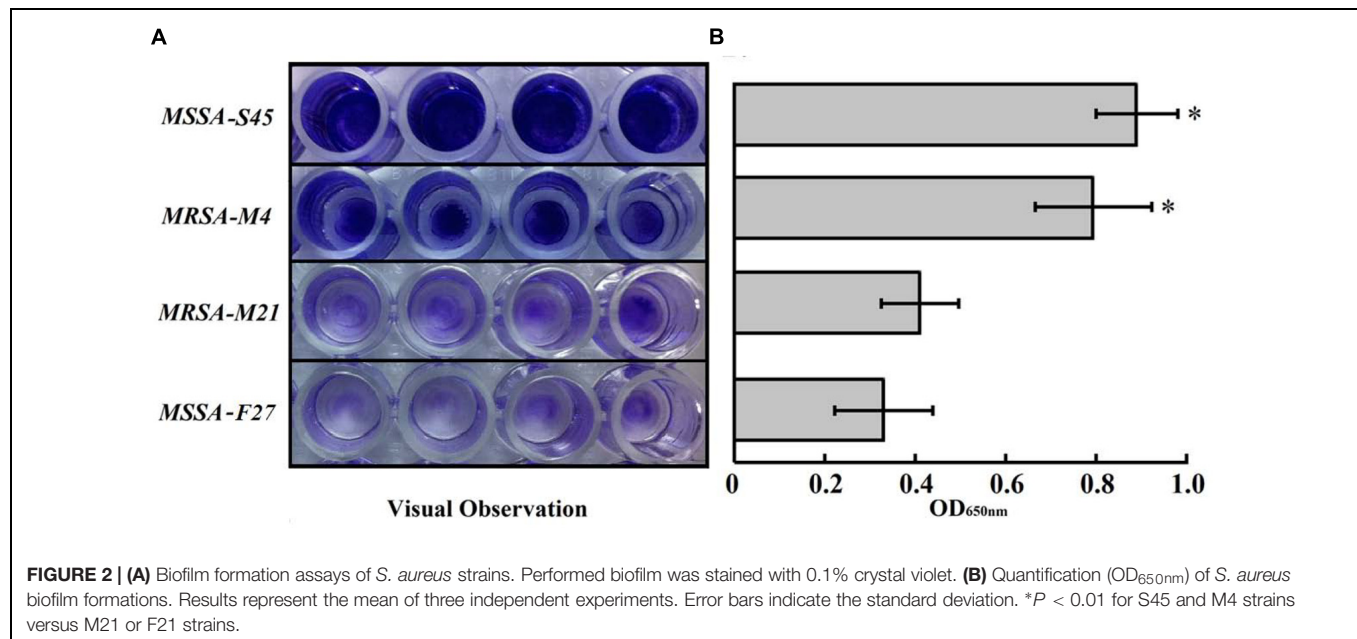 A
B
MSSA-S45
*
MRSA-M4
*
MRSA-M21
MSSA-F27
0 0.2 0.4 0.6 0.8 1.0
Visual Observation
OD650nm
FIGURE 2 | (A) Biofilm formation assays of S. aureus strains. Performed biofilm was stained with 0.1% crystal violet. (B) Quantification (OD650nm) of S. aureus
biofilm formations. Results represent the mean of three independent experiments. Error bars indicate the standard deviation. *P < 0.01 for S45 and M4 strains
versus M21 or F21 strains.